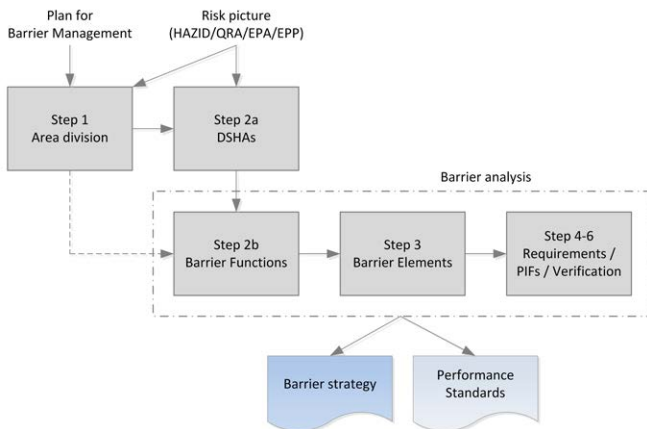 Plan for
Barrier Management
Risk picture
(HAZID/QRA/EPA/EPP)
Step 1
Area division
Step 2a
DSHAs
Barrier analysis
Step 2b
Barrier Functions
Step 3
Barrier Elements
Step 4-6
Requirements /
PIFs / Verification
Barrier strategy
Performance
Standards